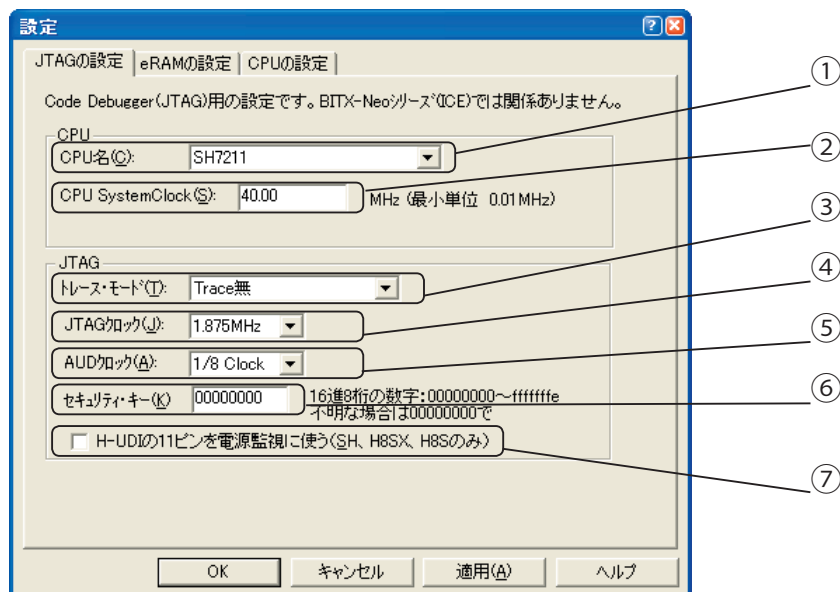 設定
JTAGの設定 eRAMの設定 CPUの設定
Code Debugger(JTAG)用の設定です。BITX-Neoシリーズ(ICE)では関係ありません。
CPU
CPU名(C): SH7211
CPU SystemClock(S): 40.00 MHz (最小単位 0.01MHz)
JTAG
トレース・モード(T): Trace無
JTAGクロック(J): 1.875MHz
AUDクロック(A): 1/8 Clock
セキュリティ・キー(K) 00000000 16進8桁の数字:00000000～fffffffe
不明な場合は00000000で
H-UDIの11ピンを電源監視に使う(SH、H8SX、H8Sのみ)
OK キャンセル 適用(A) ヘルプ
①
②
③
④
⑤
⑥
⑦